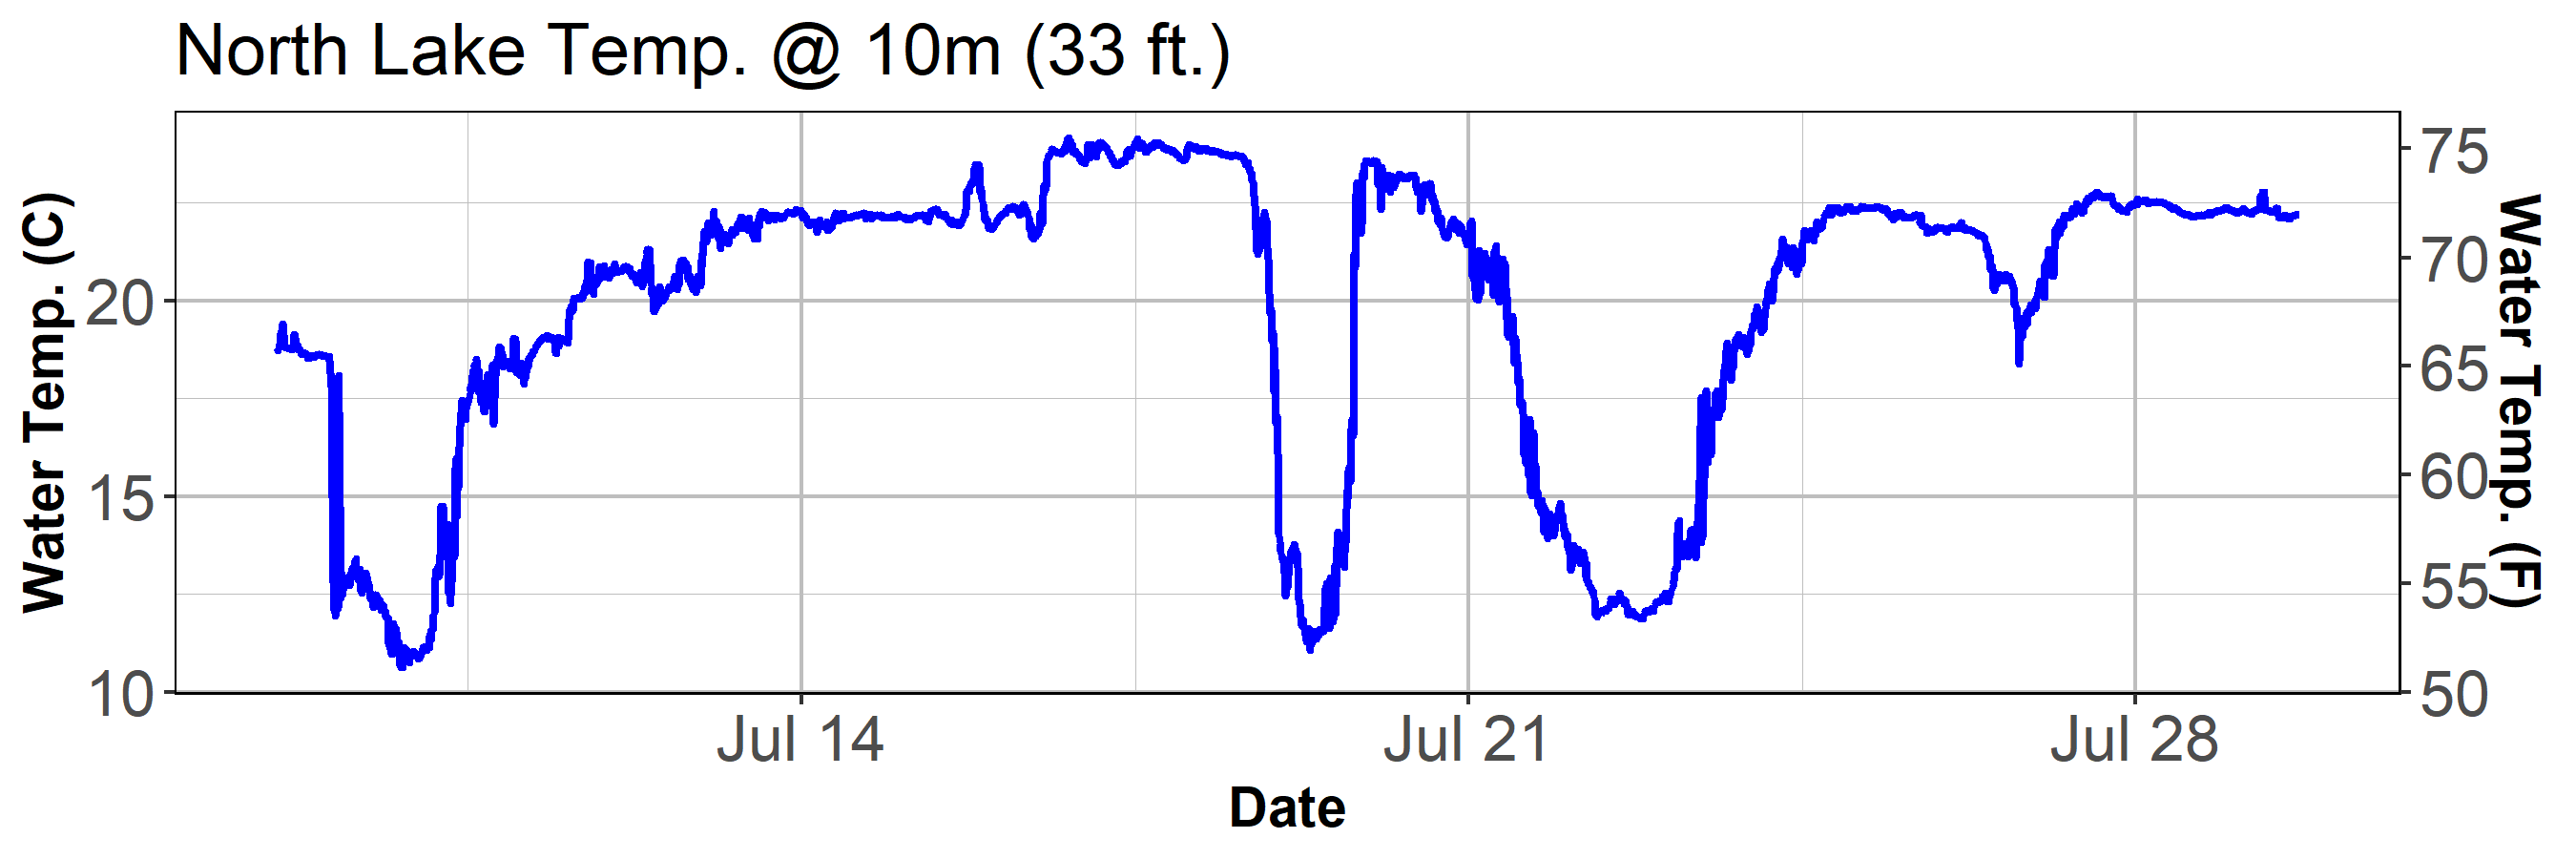 North Lake Temp. @ 10m (33 ft.)
Water Temp. (C)
20
15
10
75
70
65
60
55
50
Water Temp. (F)
Jul 14
Jul 21
Jul 28
Date